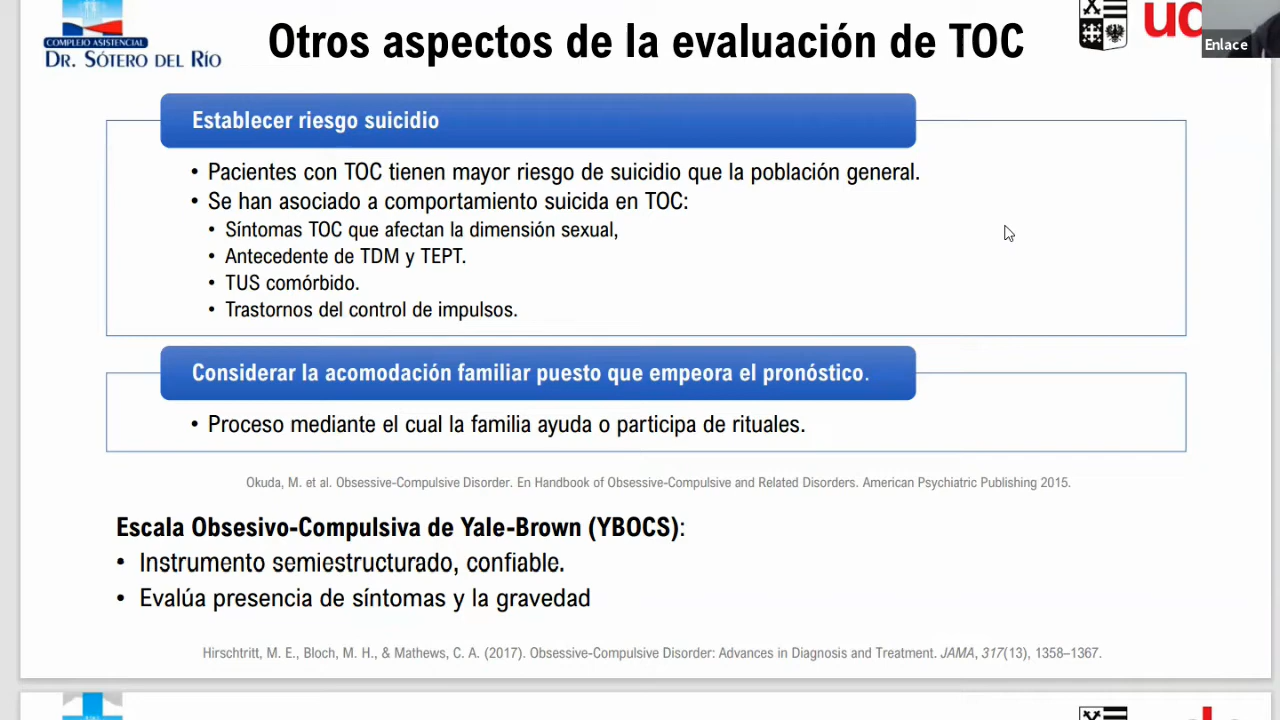 Otros aspectos de la evaluación de TOC
COMPLEJO ASISTENCIAL
DR. SÓTERO DEL RÍO
Enlace
Establecer riesgo suicidio
• Pacientes con TOC tienen mayor riesgo de suicidio que la población general.
• Se han asociado a comportamiento suicida en TOC:
• Síntomas TOC que afectan la dimensión sexual,
• Antecedente de TDM y TEPT.
• TUS comórbido.
• Trastornos del control de impulsos.
Considerar la acomodación familiar puesto que empeora el pronóstico.
• Proceso mediante el cual la familia ayuda o participa de rituales.
Okuda, M. et al. Obsessive-Compulsive Disorder. En Handbook of Obsessive-Compulsive and Related Disorders. American Psychiatric Publishing 2015.
Escala Obsesivo-Compulsiva de Yale-Brown (YBOCS):
• Instrumento semiestructurado, confiable.
• Evalúa presencia de síntomas y la gravedad
Hirschtritt, M. E., Bloch, M. H., & Mathews, C. A. (2017). Obsessive-Compulsive Disorder: Advances in Diagnosis and Treatment. JAMA, 317(13), 1358–1367.